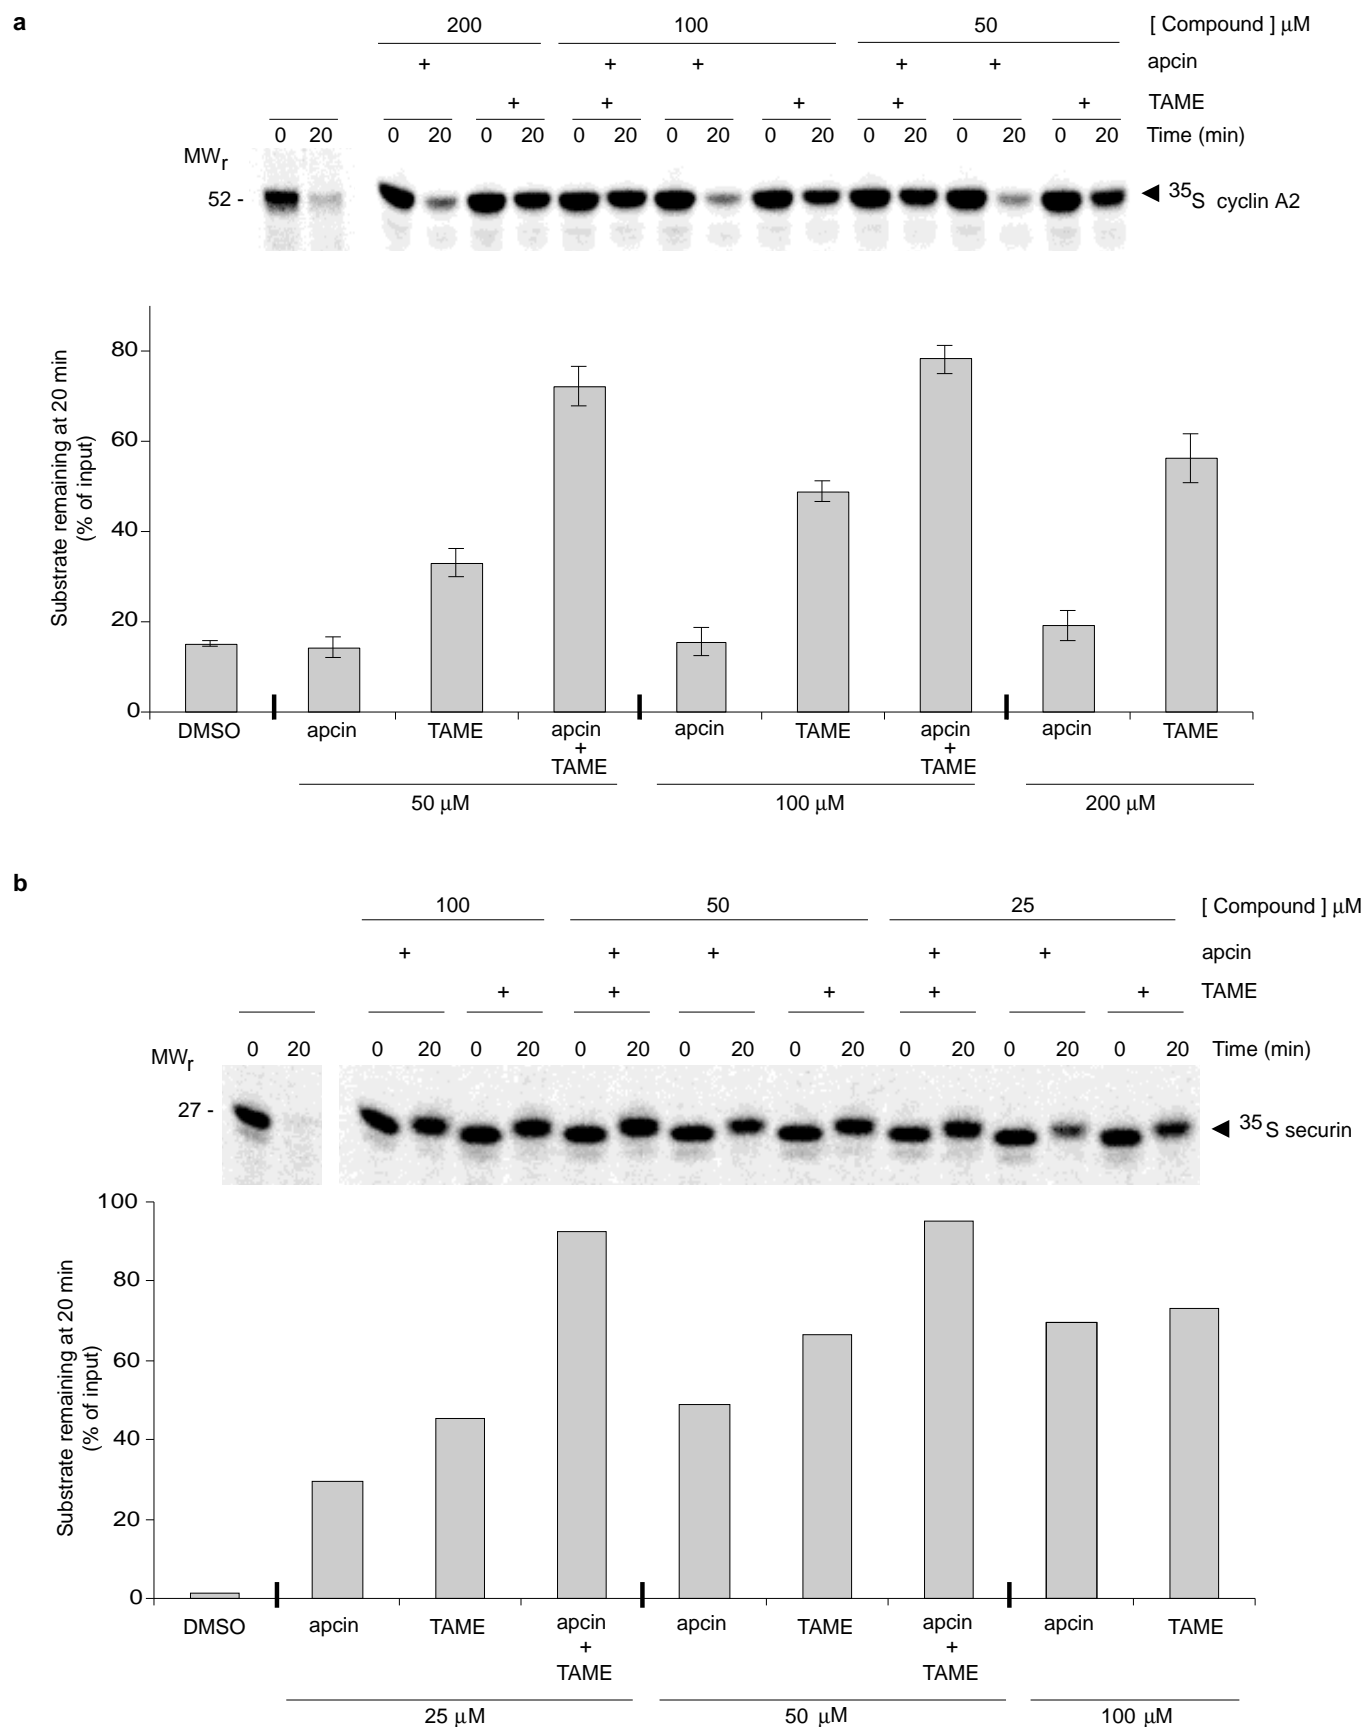 a
200 100 50 [ Compound ] μM
+ + + + + apcin
+ + + + + TAME
0 20 0 20 0 20 0 20 0 20 0 20 0 20 0 20 0 20 Time (min)
MWr
52 - ◄ 35S cyclin A2
Substrate remaining at 20 min
(% of input)
80
60
40
20
0
DMSO apcin TAME apcin + TAME apcin TAME apcin + TAME apcin TAME
50 μM 100 μM 200 μM
b
100 50 25 [ Compound ] μM
+ + + + + apcin
+ + + + + TAME
0 20 0 20 0 20 0 20 0 20 0 20 0 20 0 20 0 20 Time (min)
MWr
27 - ◄ 35S securin
Substrate remaining at 20 min
(% of input)
100
80
60
40
20
0
DMSO apcin TAME apcin + TAME apcin TAME apcin + TAME apcin TAME
25 μM 50 μM 100 μM